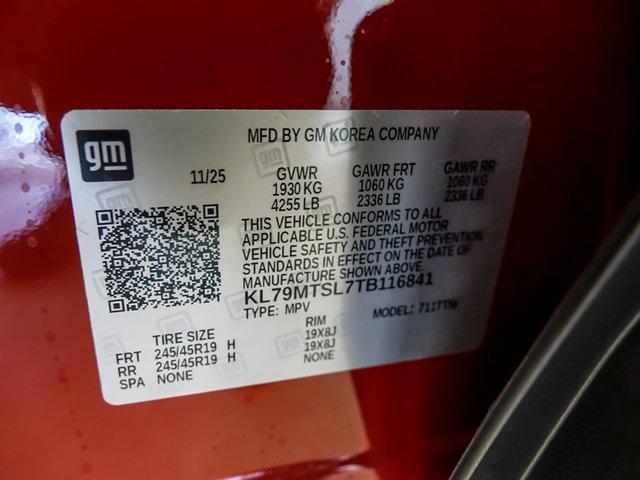 gm
MFD BY GM KOREA COMPANY
11/25 GVWR GAWR FRT GAWR RR
1930 KG 1060 KG 1060 KG
4255 LB 2336 LB 2336 LB
THIS VEHICLE CONFORMS TO ALL
APPLICABLE U.S. FEDERAL MOTOR
VEHICLE SAFETY AND THEFT PREVENTION
STANDARDS IN EFFECT ON THE DATE OF
MANUFACTURE SHOWN ABOVE.
KL79MTSL7TB116841
TYPE: MPV MODEL:
TIRE SIZE RIM
FRT 245/45R19 H 19X8J
RR 245/45R19 H 19X8J
SPA NONE NONE